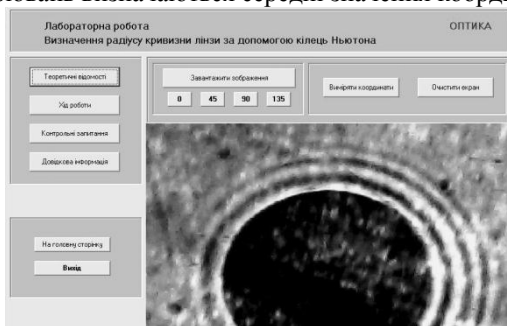 Лабораторна робота
ОПТИКА
Визначення радіусу кривизни лінзи за допомогою кілець Ньютона
Теоретичні відомості
Хід роботи
Контрольні запитання
Довідкова інформація
На головну сторінку
Вихід
Завантажити зображення
0 45 90 135
Виміряти координати
Очистити екран